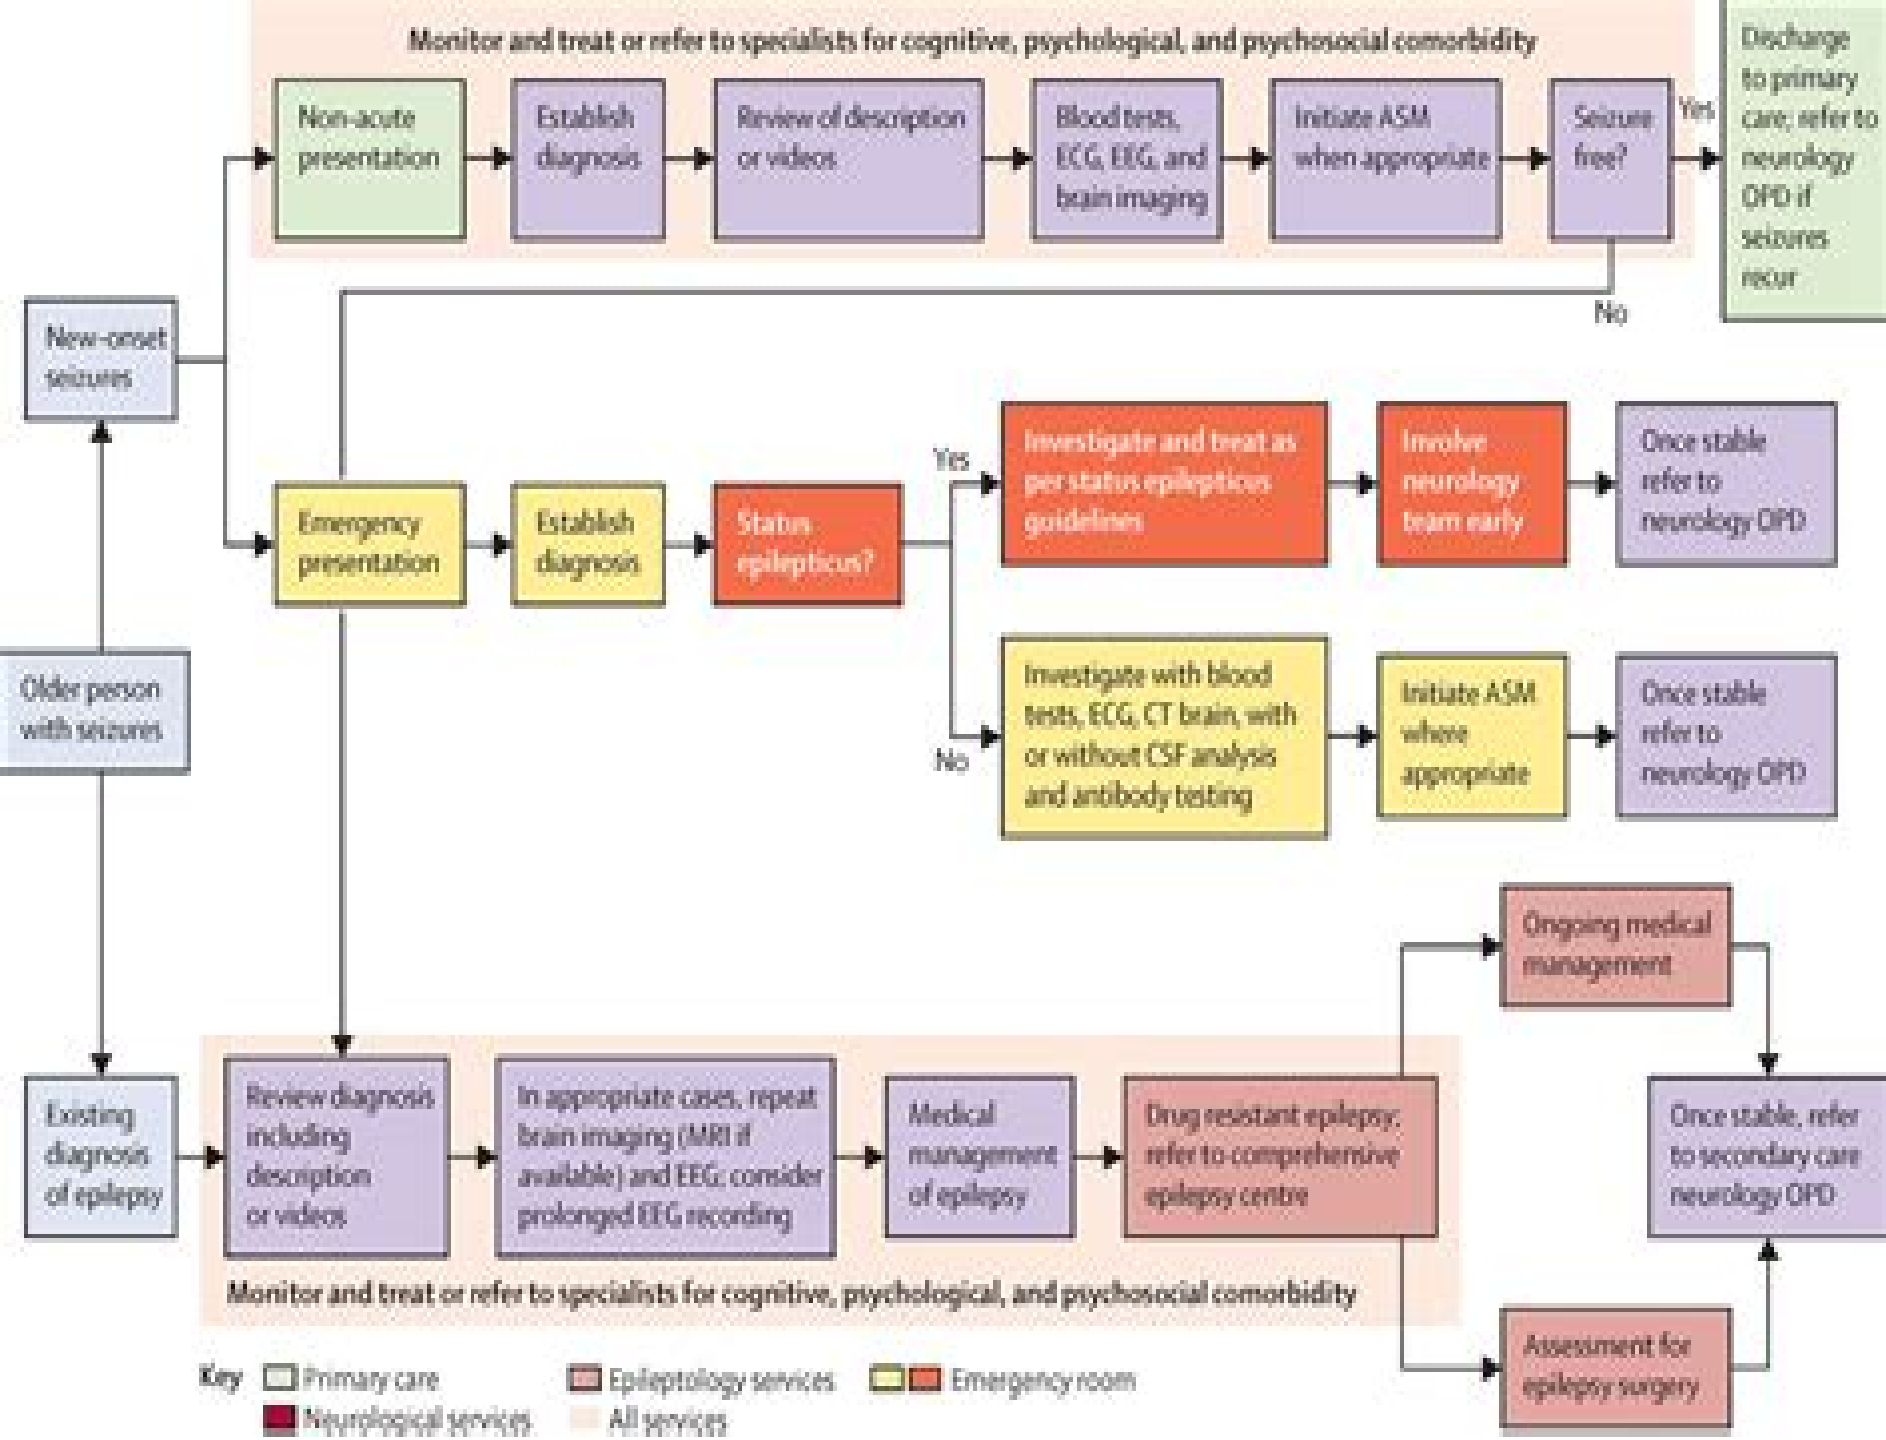 Monitor and treat or refer to specialists for cognitive, psychological, and psychosocial comorbidity
Non-acute
presentation
Establish
diagnosis
Review of description
or videos
Blood tests,
ECG, EEG, and
brain imaging
Initiate ASM
when appropriate
Seizure
free?
Yes
Discharge
to primary
care; refer to
neurology
OPD if
seizures
recur
No
New-onset
seizures
Emergency
presentation
Establish
diagnosis
Status
epilepticus?
Yes
Investigate and treat as
per status epilepticus
guidelines
Involve
neurology
team early
Once stable
refer to
neurology OPD
No
Investigate with blood
tests, ECG, CT brain, with
or without CSF analysis
and antibody testing
Initiate ASM
where
appropriate
Once stable
refer to
neurology OPD
Older person
with seizures
Existing
diagnosis
of epilepsy
Review diagnosis
including
description
or videos
In appropriate cases, repeat
brain imaging (MRI if
available) and EEG; consider
prolonged EEG recording
Medical
management
of epilepsy
Drug resistant epilepsy;
refer to comprehensive
epilepsy centre
Ongoing medical
management
Once stable, refer
to secondary care
neurology OPD
Assessment for
epilepsy surgery
Monitor and treat or refer to specialists for cognitive, psychological, and psychosocial comorbidity
Key
Primary care
Epileptology services
Emergency room
Neurological services
All services